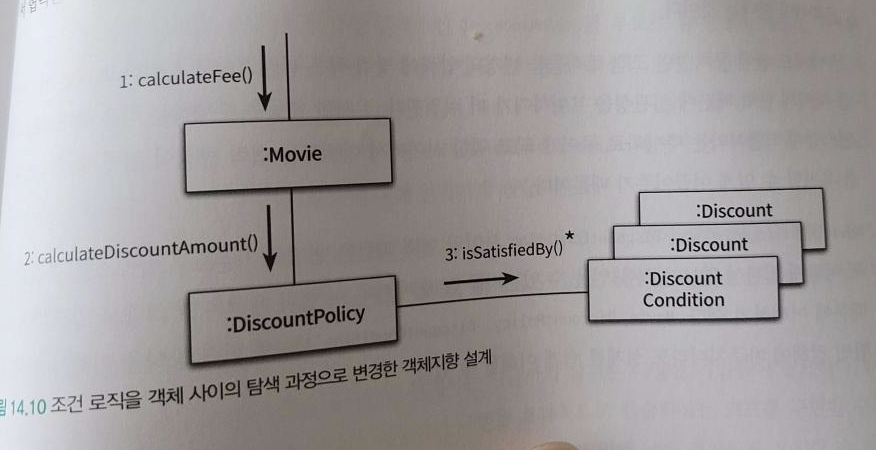 1: calculateFee()
:Movie
2: calculateDiscountAmount()
3: isSatisfiedBy()*
:Discount
:Discount
:Discount
Condition
:DiscountPolicy
14.10 조건 로직을 객체 사이의 탐색 과정으로 변경한 객체지향 설계